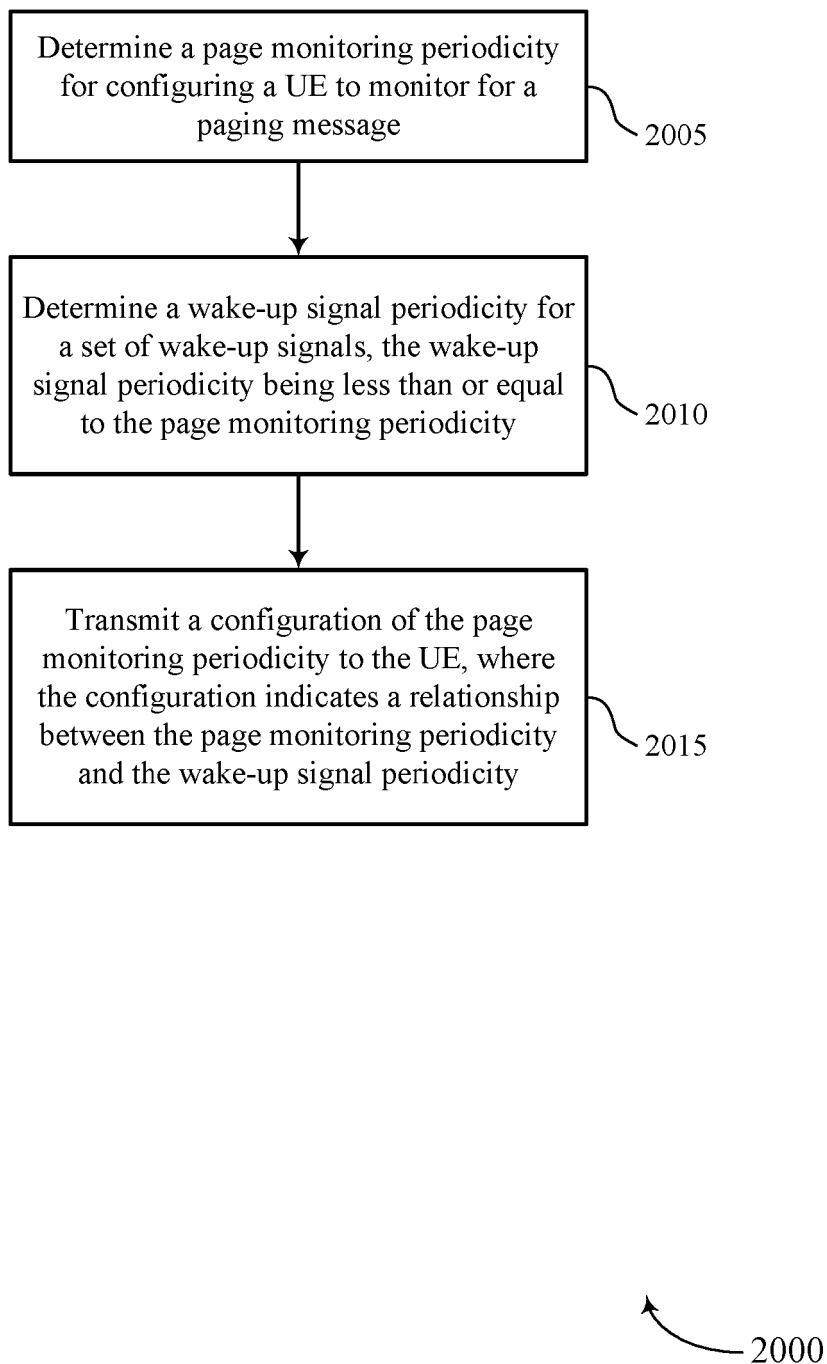 Determine a page monitoring periodicity
for configuring a UE to monitor for a
paging message
2005
Determine a wake-up signal periodicity for
a set of wake-up signals, the wake-up
signal periodicity being less than or equal
to the page monitoring periodicity
2010
Transmit a configuration of the page
monitoring periodicity to the UE, where
the configuration indicates a relationship
between the page monitoring periodicity
and the wake-up signal periodicity
2015
2000